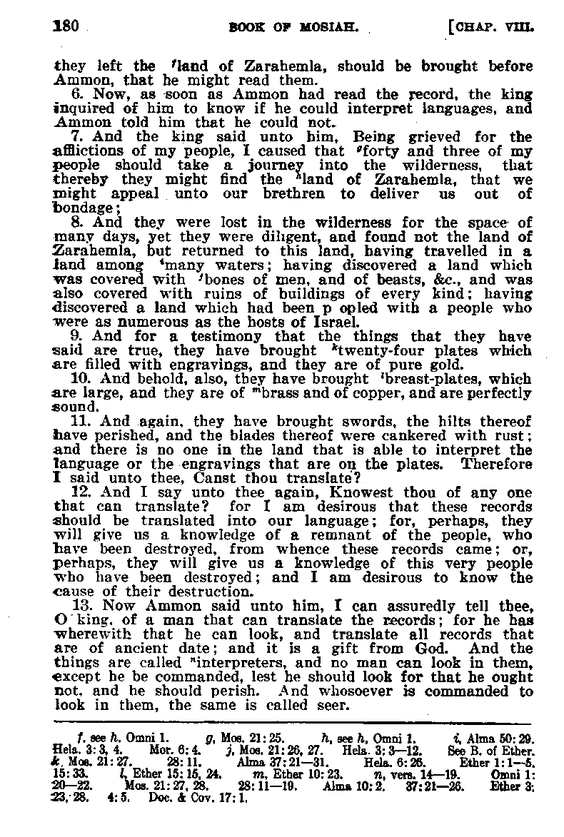 180 BOOK OF MOSIAH. [CHAP. VIII.
they left the ᶠland of Zarahemla, should be brought before
Ammon, that he might read them.
6. Now, as soon as Ammon had read the record, the king
inquired of him to know if he could interpret languages, and
Ammon told him that he could not.
7. And the king said unto him, Being grieved for the
afflictions of my people, I caused that ᵍforty and three of my
people should take a journey into the wilderness, that
thereby they might find the ʰland of Zarahemla, that we
might appeal unto our brethren to deliver us out of
bondage;
8. And they were lost in the wilderness for the space of
many days, yet they were diligent, and found not the land of
Zarahemla, but returned to this land, having travelled in a
land among ⁱmany waters; having discovered a land which
was covered with ʲbones of men, and of beasts, &c., and was
also covered with ruins of buildings of every kind; having
discovered a land which had been p opled with a people who
were as numerous as the hosts of Israel.
9. And for a testimony that the things that they have
said are true, they have brought ᵏtwenty-four plates which
are filled with engravings, and they are of pure gold.
10. And behold, also, they have brought ˡbreast-plates, which
are large, and they are of ᵐbrass and of copper, and are perfectly
sound.
11. And again, they have brought swords, the hilts thereof
have perished, and the blades thereof were cankered with rust;
and there is no one in the land that is able to interpret the
language or the engravings that are on the plates. Therefore
I said unto thee, Canst thou translate?
12. And I say unto thee again, Knowest thou of any one
that can translate? for I am desirous that these records
should be translated into our language; for, perhaps, they
will give us a knowledge of a remnant of the people, who
have been destroyed, from whence these records came; or,
perhaps, they will give us a knowledge of this very people
who have been destroyed; and I am desirous to know the
cause of their destruction.
13. Now Ammon said unto him, I can assuredly tell thee,
O king, of a man that can translate the records; for he has
wherewith that he can look, and translate all records that
are of ancient date; and it is a gift from God. And the
things are called ⁿinterpreters, and no man can look in them,
except he be commanded, lest he should look for that he ought
not, and he should perish. And whosoever is commanded to
look in them, the same is called seer.
f, see h, Omni 1. g, Mos. 21:25. h, see h, Omni 1. i, Alma 50:29.
Hela. 3:3, 4. Mor. 6:4. j, Mos. 21:26, 27. Hela. 3:3—12. See B. of Ether.
k, Mos. 21:27. 28:11. Alma 37:21—31. Hela. 6:26. Ether 1:1—5.
15:33. l, Ether 15:15, 24. m, Ether 10:23. n, vers. 14—19. Omni 1:
20—22. Mos. 21:27, 28. 28:11—19. Alma 10:2. 37:21—26. Ether 3:
23, 28. 4:5. Doc. & Cov. 17:1.